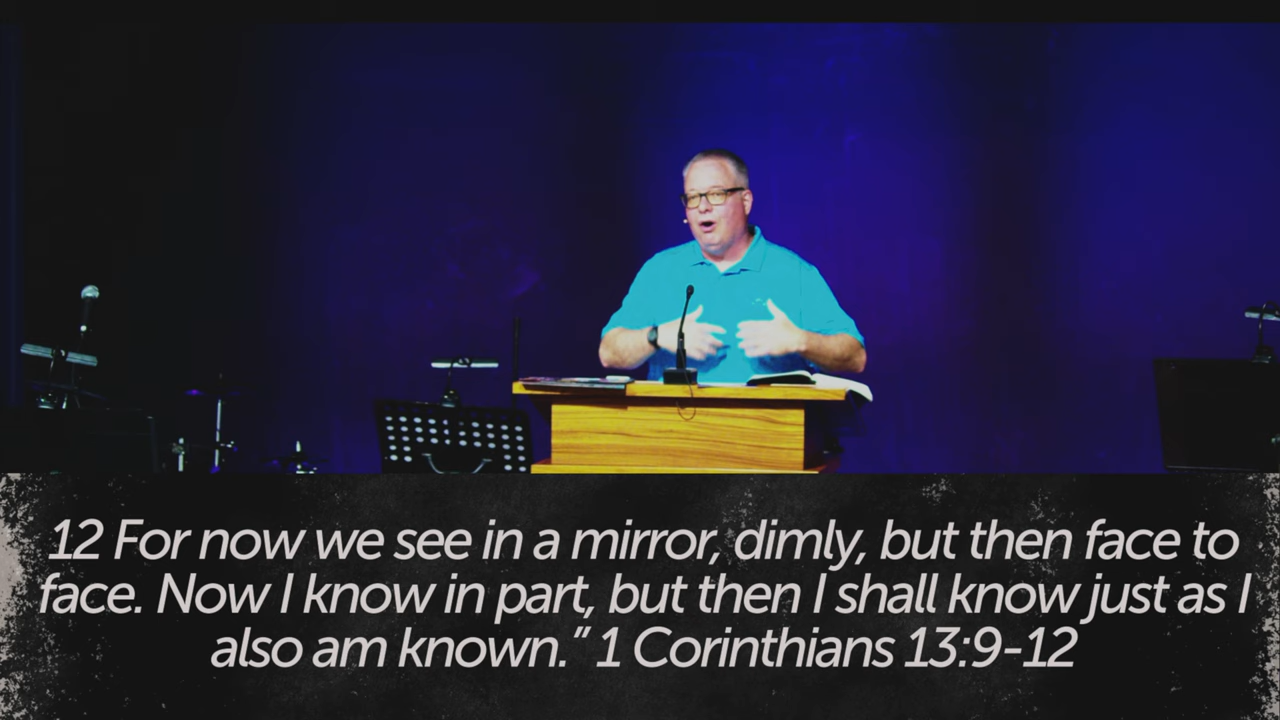 12 For now we see in a mirror, dimly, but then face to
face. Now I know in part, but then I shall know just as I
also am known.” 1 Corinthians 13:9-12